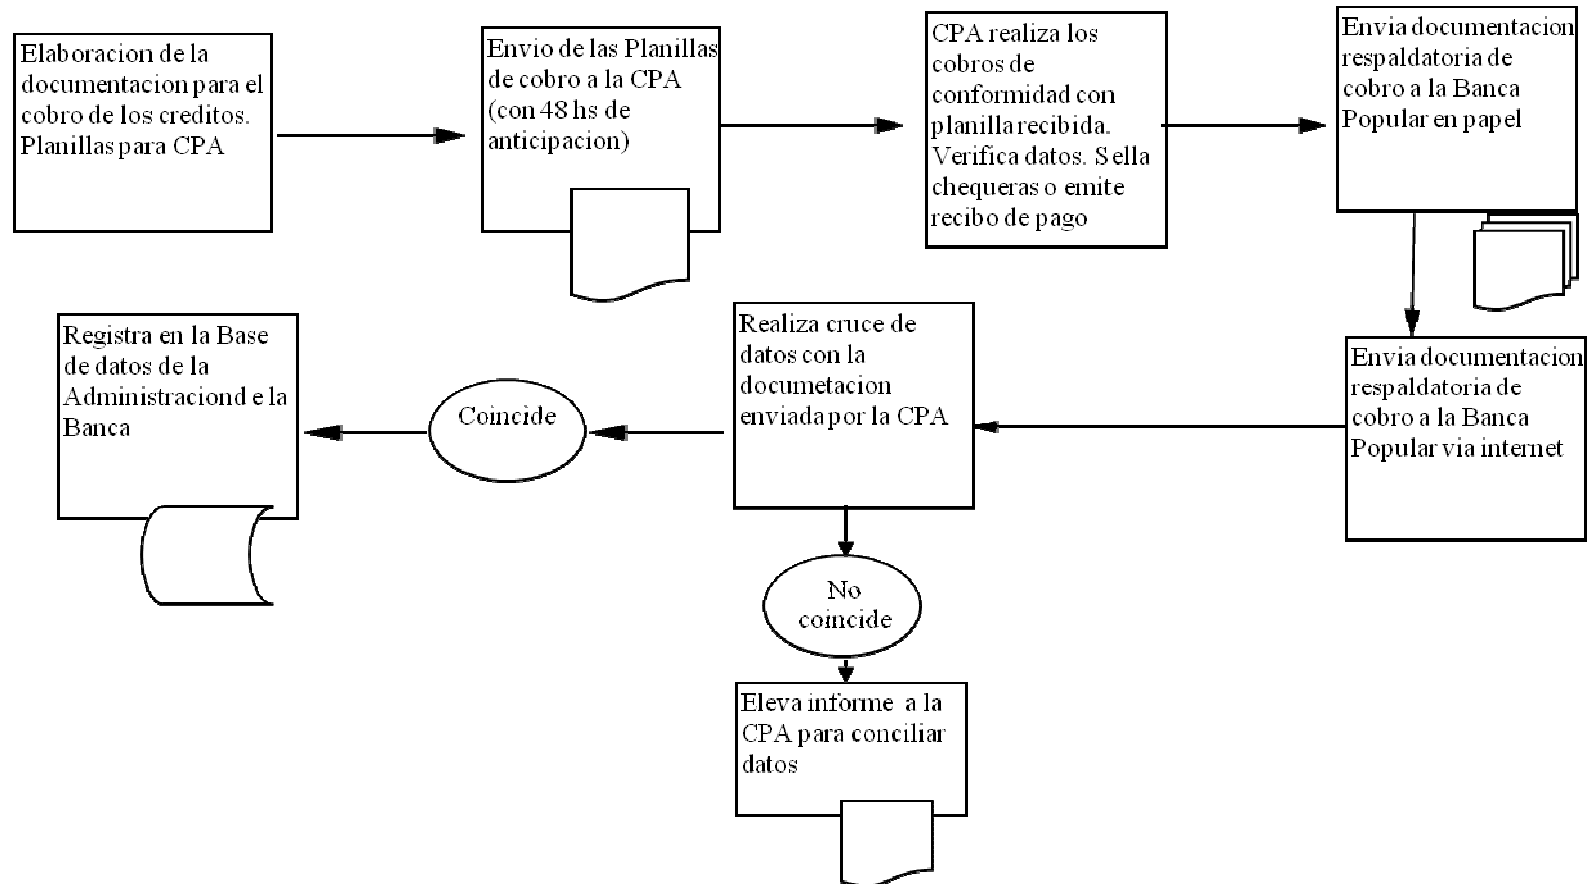 Elaboracion de la
documentacion para el
cobro de los creditos.
Planillas para CPA
Envio de las Planillas
de cobro a la CPA
(con 48 hs de
anticipacion)
CPA realiza los
cobros de
conformidad con
planilla recibida.
Verifica datos. Sella
chequeras o emite
recibo de pago
Envia documentacion
respaldatoria de
cobro a la Banca
Popular en papel
Envia documentacion
respaldatoria de
cobro a la Banca
Popular via internet
Realiza cruce de
datos con la
documetacion
enviada por la CPA
Coincide
Registra en la Base
de datos de la
Administraciond e la
Banca
No
coincide
Eleva informe a la
CPA para conciliar
datos